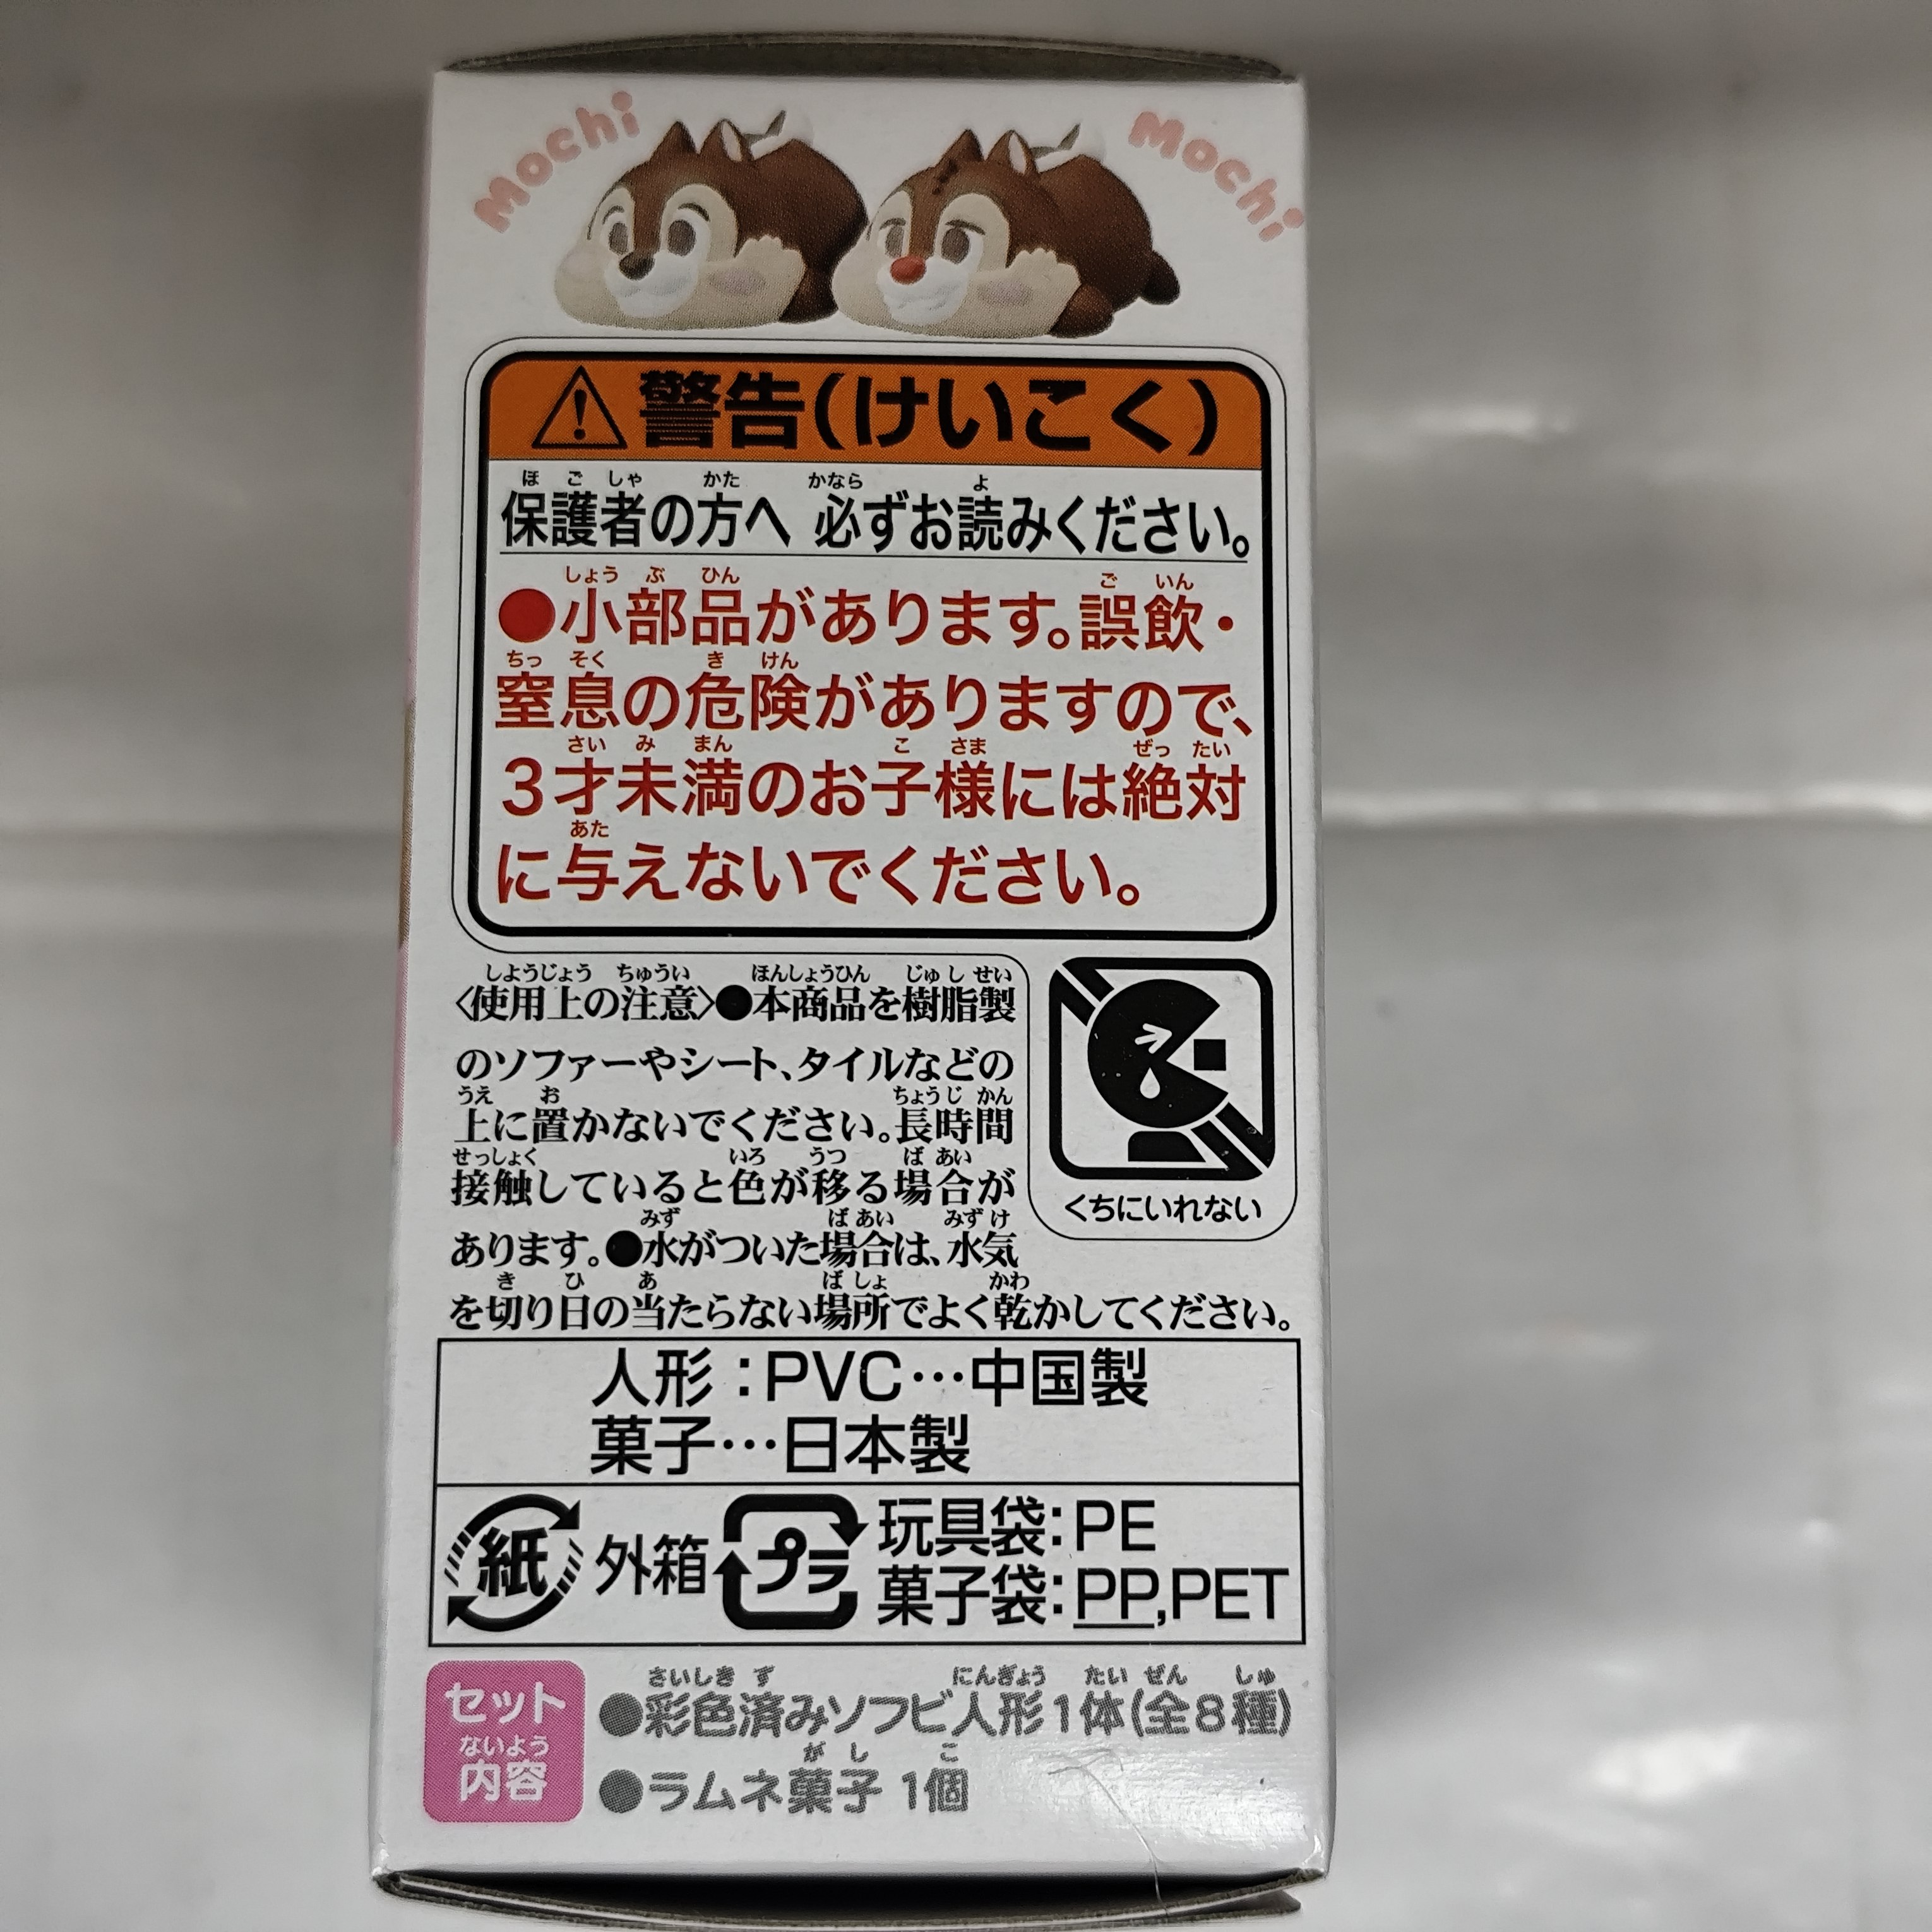 Mochi Mochi
警告(けいこく)
保護者の方へ 必ずお読みください。
●小部品があります。誤飲・
窒息の危険がありますので、
3才未満のお子様には絶対
に与えないでください。
〈使用上の注意〉●本商品を樹脂製
のソファーやシート、タイルなどの
上に置かないでください。長時間
接触していると色が移る場合が
あります。●水がついた場合は、水気
を切り日の当たらない場所でよく乾かしてください。
くちにいれない
人形:PVC…中国製
菓子…日本製
紙 外箱 プラ 玩具袋:PE
菓子袋:PP,PET
セット内容
●彩色済みソフビ人形1体(全8種)
●ラムネ菓子 1個